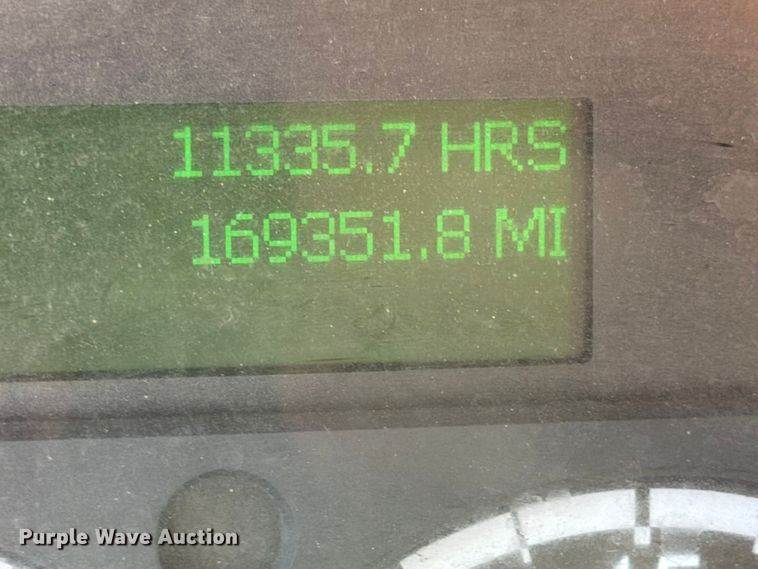 11335.7 HRS
169351.8 MI
Purple Wave Auction